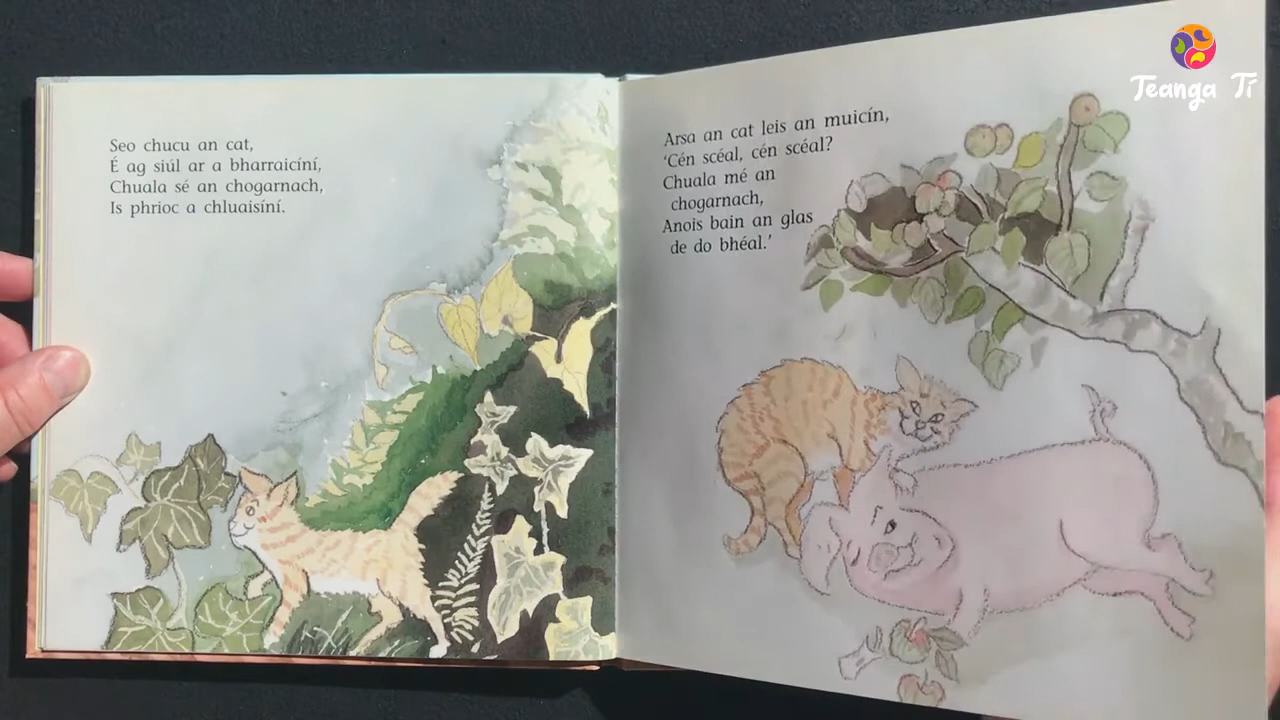 Seo chucu an cat,
É ag siúl ar a bharraicíní,
Chuala sé an chogarnach,
Is phrioc a chluaisíní.
Arsa an cat leis an muicín,
‘Cén scéal, cén scéal?
Chuala mé an
chogarnach,
Anois bain an glas
de do bhéal.’
Teanga Tí